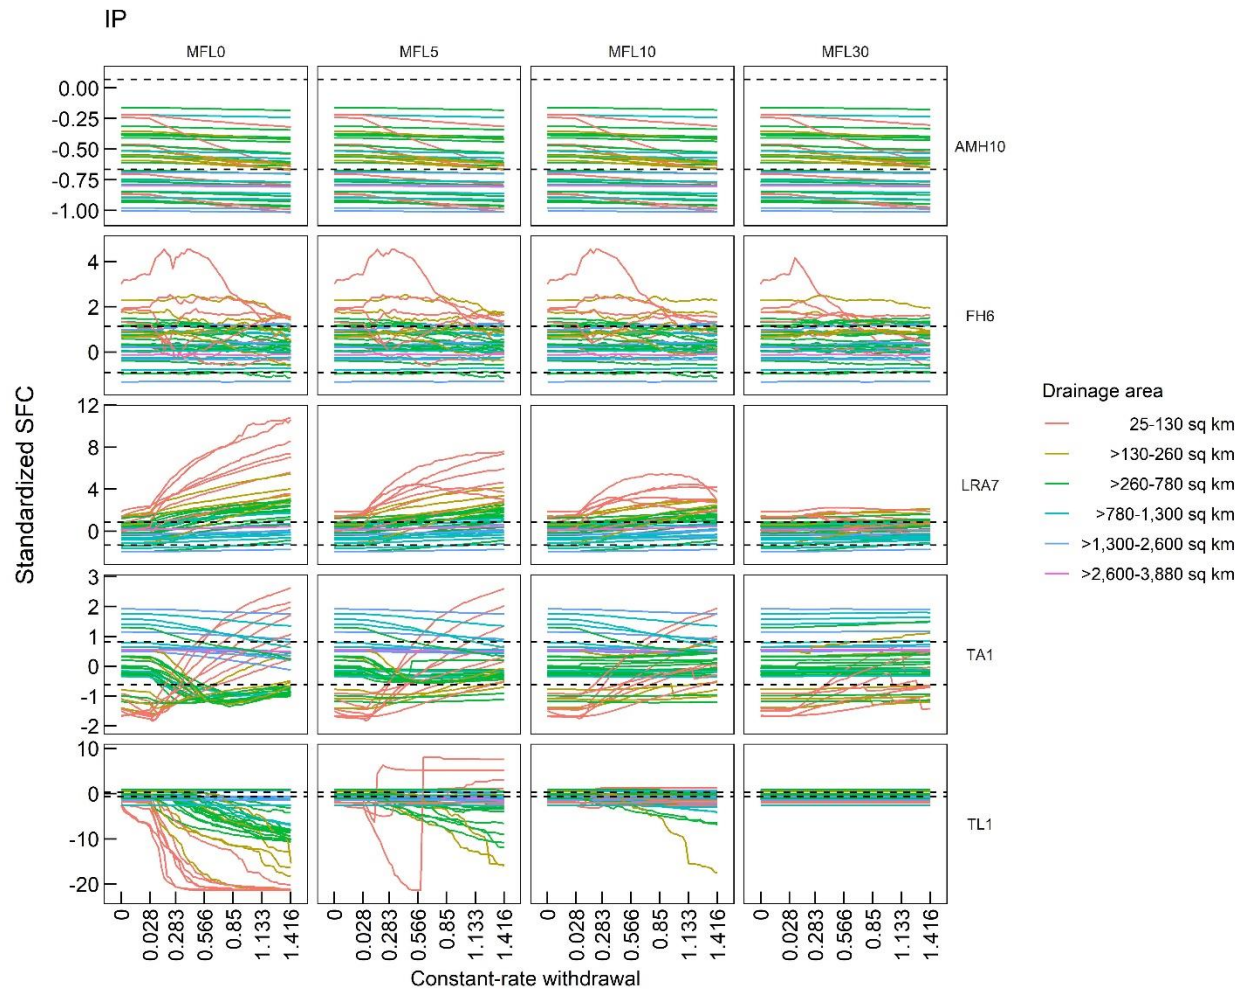 IP
MFL0 MFL5 MFL10 MFL30
0.00
-0.25
-0.50
-0.75
-1.00
AMH10
4
2
0
FH6
12
8
4
0
LRA7
3
2
1
0
-1
-2
TA1
10
0
-10
-20
TL1
0 0.028 0.283 0.566 0.85 1.133 1.416
0 0.028 0.283 0.566 0.85 1.133 1.416
0 0.028 0.283 0.566 0.85 1.133 1.416
0 0.028 0.283 0.566 0.85 1.133 1.416
Constant-rate withdrawal
Standardized SFC
Drainage area
25-130 sq km
>130-260 sq km
>260-780 sq km
>780-1,300 sq km
>1,300-2,600 sq km
>2,600-3,880 sq km